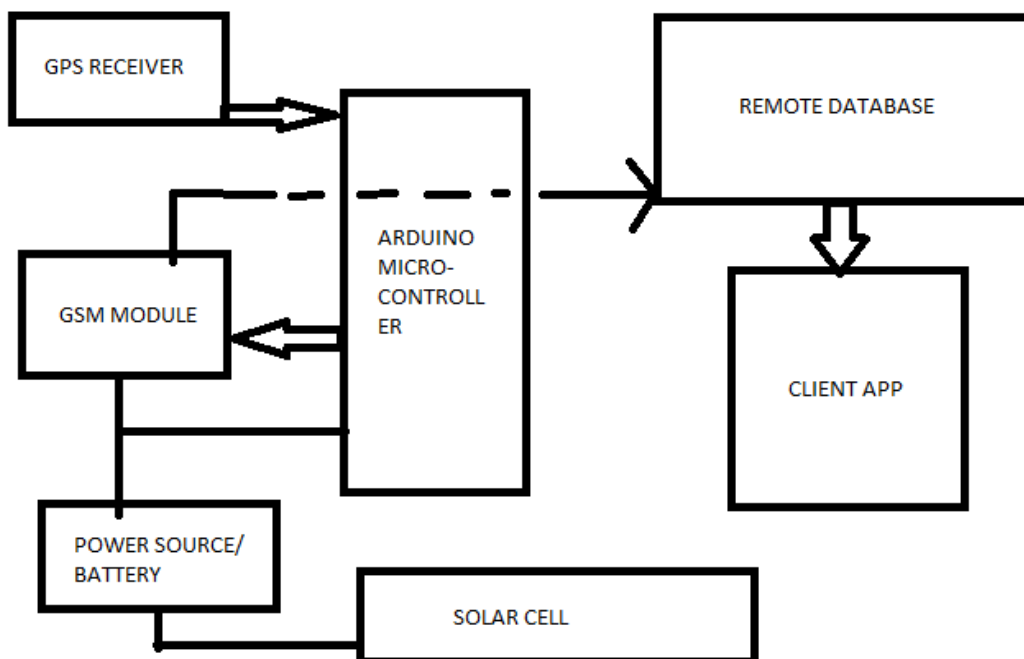 GPS RECEIVER
REMOTE DATABASE
ARDUINO
MICRO-
CONTROLL
ER
GSM MODULE
CLIENT APP
POWER SOURCE/
BATTERY
SOLAR CELL